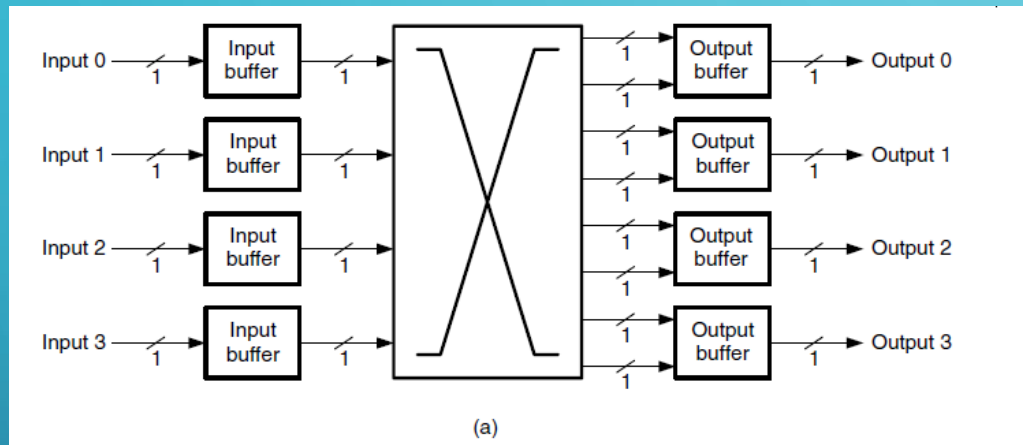 Input 0
1
Input
buffer
1
1
1
Output
buffer
1
Output 0
Input 1
1
Input
buffer
1
1
1
Output
buffer
1
Output 1
Input 2
1
Input
buffer
1
1
1
Output
buffer
1
Output 2
Input 3
1
Input
buffer
1
1
1
Output
buffer
1
Output 3
(a)